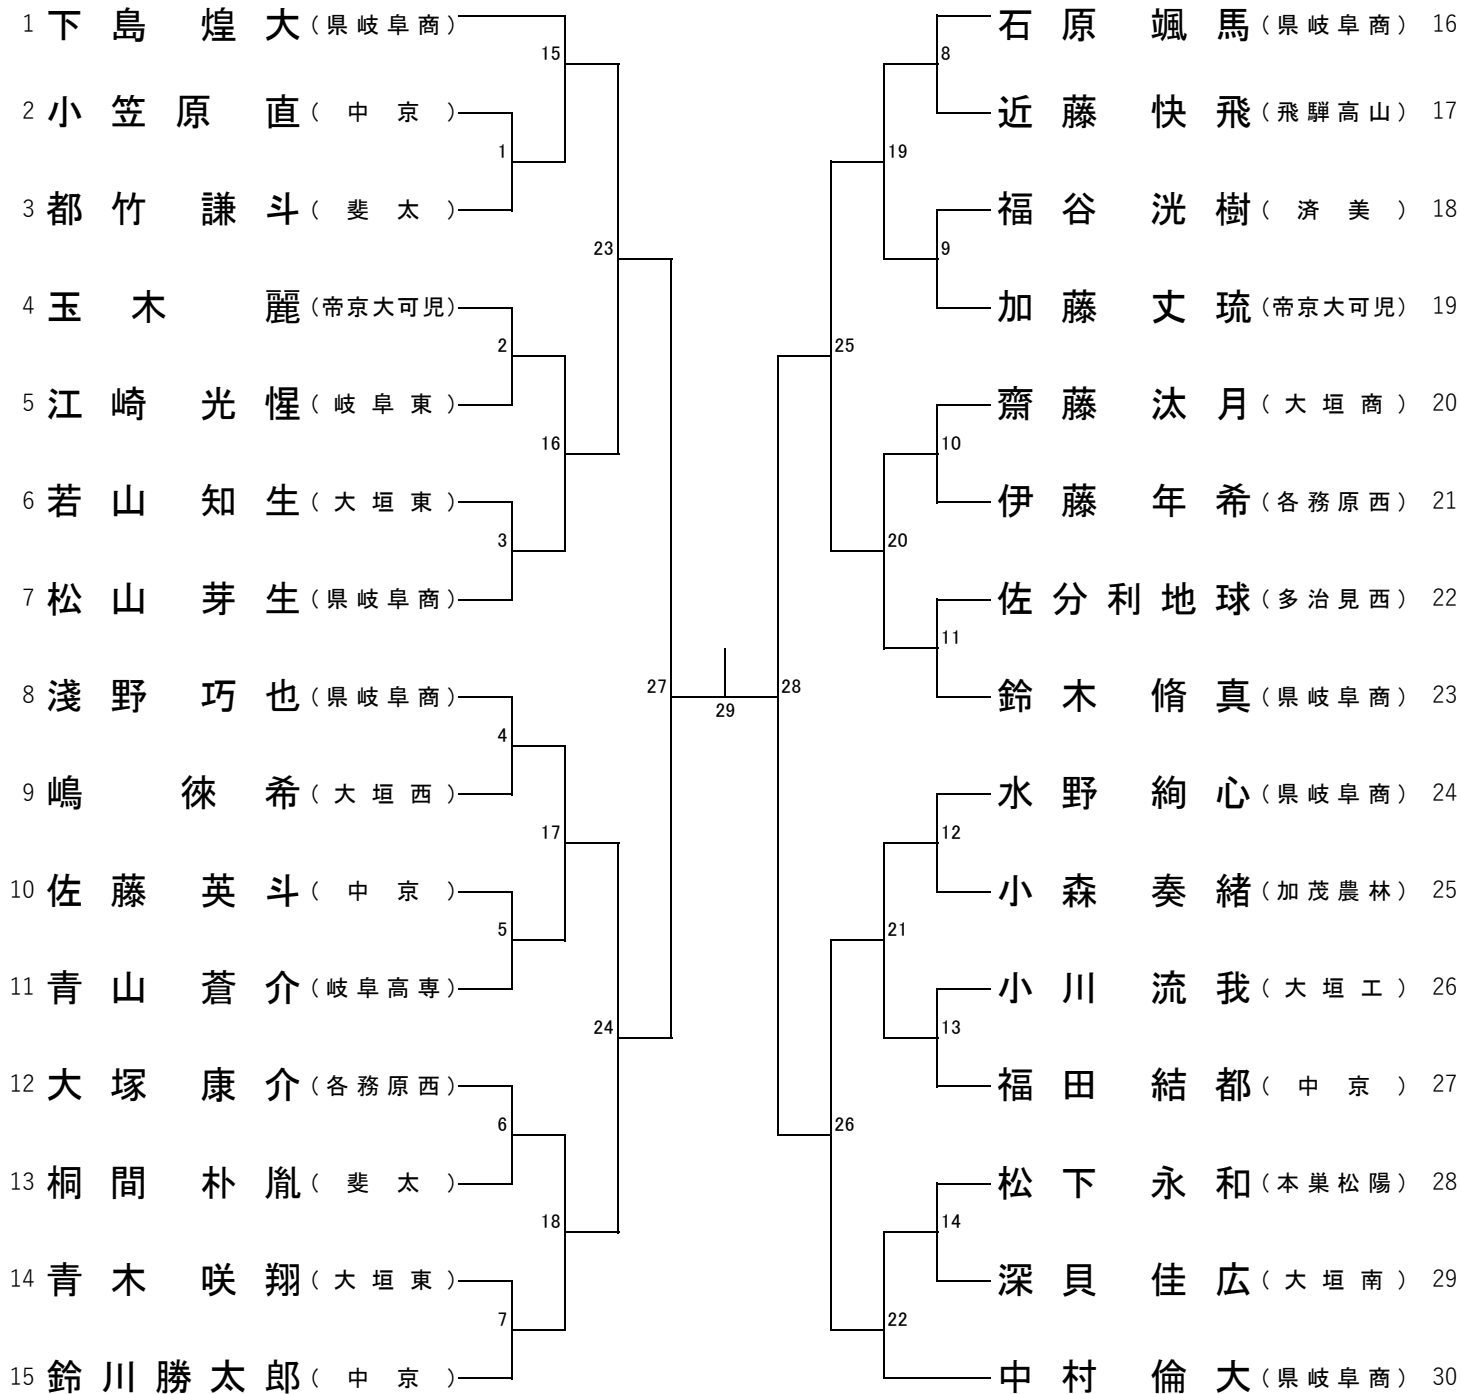 1 下島 煌大 (県岐阜商)
15
2 小笠原 直 (中京)
1
3 都竹 謙斗 (斐太)
23
4 玉木 麗 (帝京大可児)
2
5 江崎 光惺 (岐阜東)
16
6 若山 知生 (大垣東)
3
7 松山 芽生 (県岐阜商)
27
8 淺野 巧也 (県岐阜商)
4
9 嶋 徠希 (大垣西)
17
10 佐藤 英斗 (中京)
5
11 青山 蒼介 (岐阜高専)
24
12 大塚 康介 (各務原西)
6
13 桐間 朴胤 (斐太)
18
14 青木 咲翔 (大垣東)
7
15 鈴川勝太郎 (中京)
29
石原 颯馬 (県岐阜商) 16
8
近藤 快飛 (飛騨高山) 17
19
福谷 洸樹 (済美) 18
9
加藤 丈琉 (帝京大可児) 19
25
齋藤 汰月 (大垣商) 20
10
伊藤 年希 (各務原西) 21
20
佐分利地球 (多治見西) 22
11
鈴木 脩真 (県岐阜商) 23
28
水野 絢心 (県岐阜商) 24
12
小森 奏緒 (加茂農林) 25
21
小川 流我 (大垣工) 26
13
福田 結都 (中京) 27
26
松下 永和 (本巣松陽) 28
14
深貝 佳広 (大垣南) 29
22
中村 倫大 (県岐阜商) 30